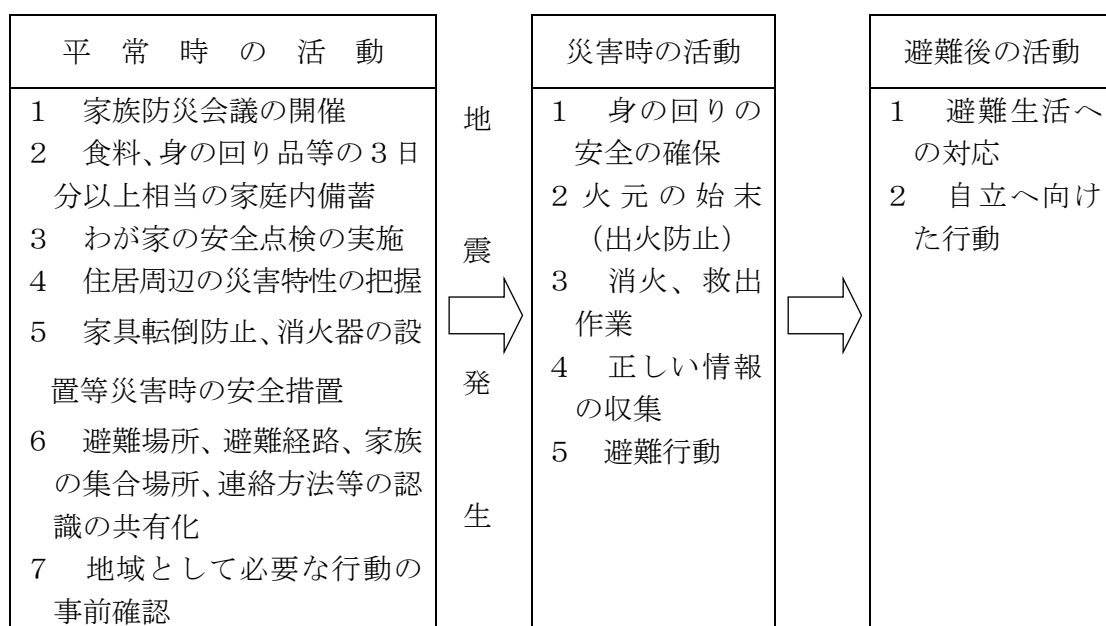 平常時の活動
1 家族防災会議の開催
2 食料、身の回り品等の3日
分以上相当の家庭内備蓄
3 わが家の安全点検の実施
4 住居周辺の災害特性の把握
5 家具転倒防止、消火器の設
置等災害時の安全措置
6 避難場所、避難経路、家族
の集合場所、連絡方法等の認
識の共有化
7 地域として必要な行動の
事前確認
地震発生
災害時の活動
1 身の回りの
安全の確保
2火元の始末
(出火防止)
3 消火、救出
作業
4 正しい情報
の収集
5 避難行動
避難後の活動
1 避難生活へ
の対応
2 自立へ向け
た行動